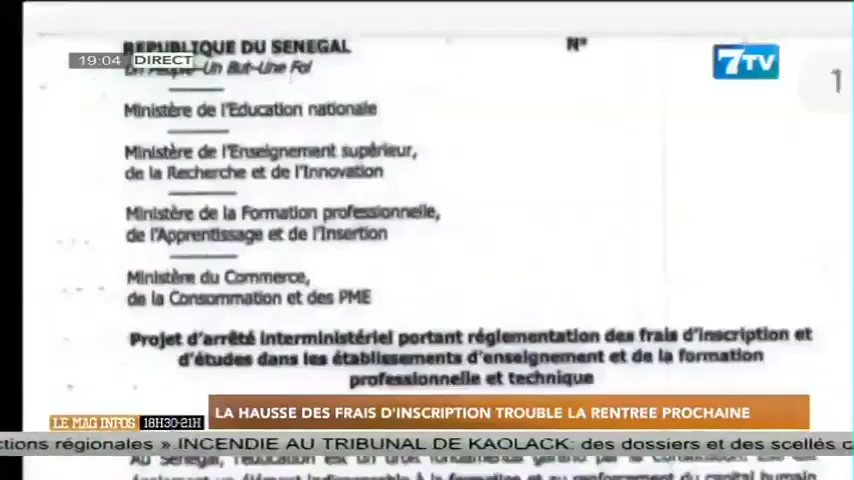 REPUBLIQUE DU SENEGAL
N°
19:04 DIRECT
Un Peuple-Un But-Une Foi
7TV
1
Ministère de l'Education nationale
Ministère de l'Enseignement supérieur,
de la Recherche et de l'Innovation
Ministère de la Formation professionnelle,
de l'Apprentissage et de l'Insertion
Ministère du Commerce,
de la Consommation et des PME
Projet d'arrêté interministériel portant réglementation des frais d'inscription et
d'études dans les établissements d'enseignement et de la formation
professionnelle et technique
LA HAUSSE DES FRAIS D'INSCRIPTION TROUBLE LA RENTREE PROCHAINE
LE MAG INFOS 18H30-21H
ctions régionales » INCENDIE AU TRIBUNAL DE KAOLACK: des dossiers et des scellés c
Au Sénégal, l'éducation est un droit